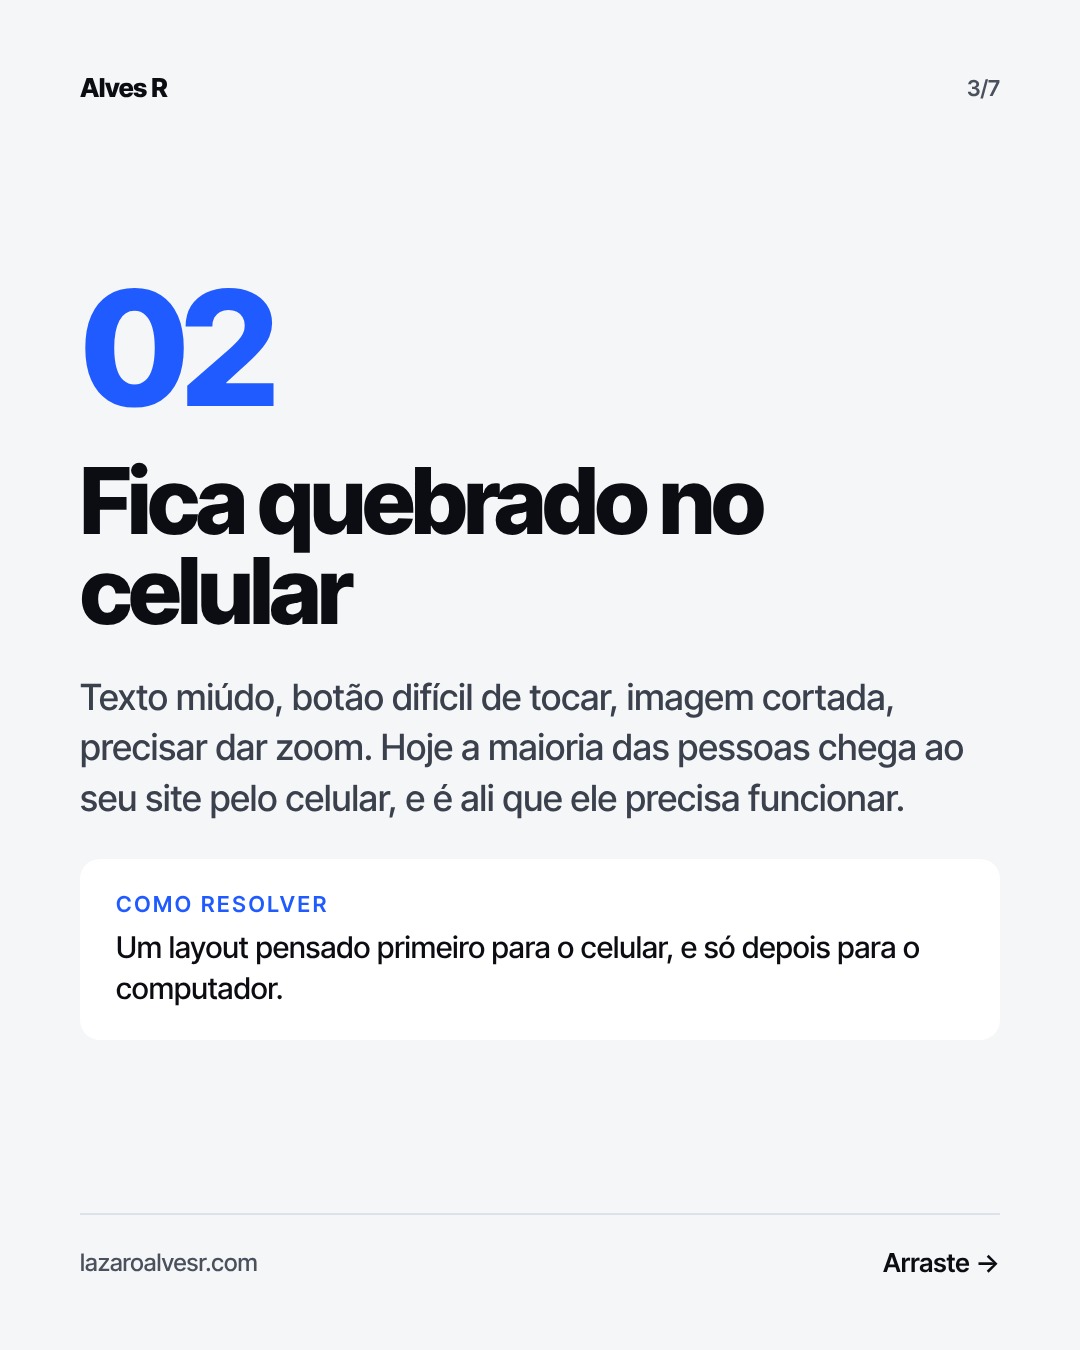 Alves R
3/7
02
Fica quebrado no
celular
Texto miúdo, botão difícil de tocar, imagem cortada,
precisar dar zoom. Hoje a maioria das pessoas chega ao
seu site pelo celular, e é ali que ele precisa funcionar.
COMO RESOLVER
Um layout pensado primeiro para o celular, e só depois para o
computador.
lazaroalvesr.com
Arraste →